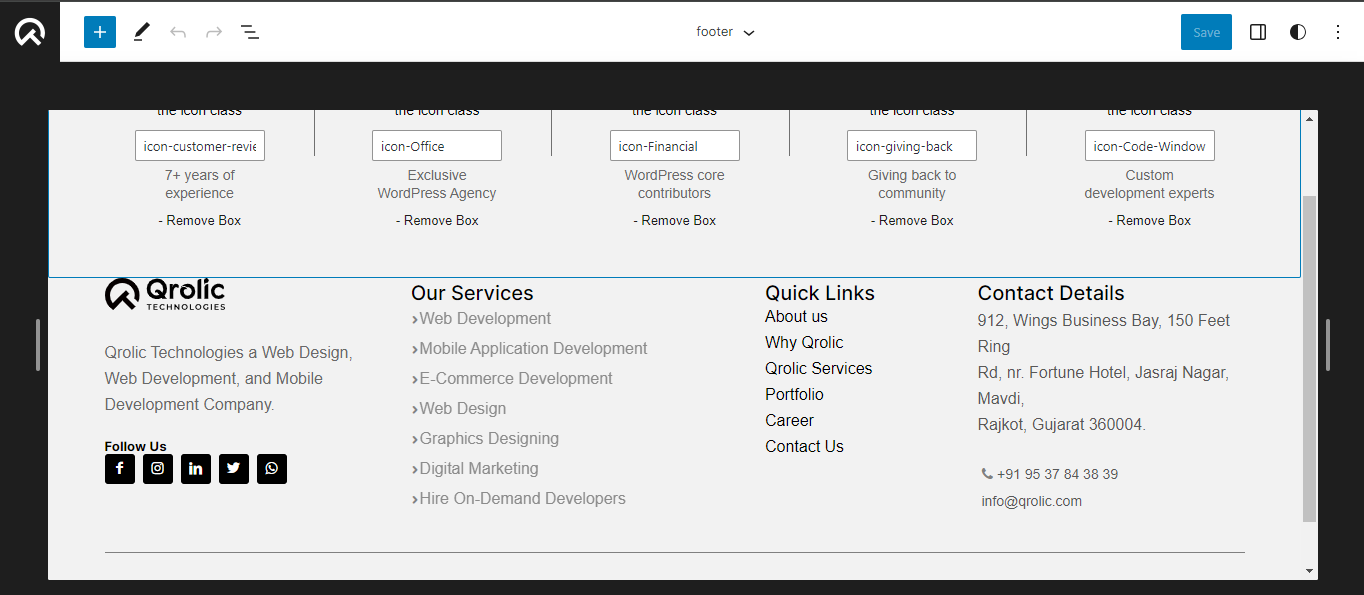 footer
Save
the icon class the icon class the icon class the icon class the icon class
icon-customer-revie icon-Office icon-Financial icon-giving-back icon-Code-Window
7+ years of
experience
Exclusive
WordPress Agency
WordPress core
contributors
Giving back to
community
Custom
development experts
- Remove Box - Remove Box - Remove Box - Remove Box - Remove Box
Qrolic
TECHNOLOGIES
Qrolic Technologies a Web Design,
Web Development, and Mobile
Development Company.
Follow Us
Our Services
Web Development
Mobile Application Development
E-Commerce Development
Web Design
Graphics Designing
Digital Marketing
Hire On-Demand Developers
Quick Links
About us
Why Qrolic
Qrolic Services
Portfolio
Career
Contact Us
Contact Details
912, Wings Business Bay, 150 Feet
Ring
Rd, nr. Fortune Hotel, Jasraj Nagar,
Mavdi,
Rajkot, Gujarat 360004.
+91 95 37 84 38 39
info@qrolic.com